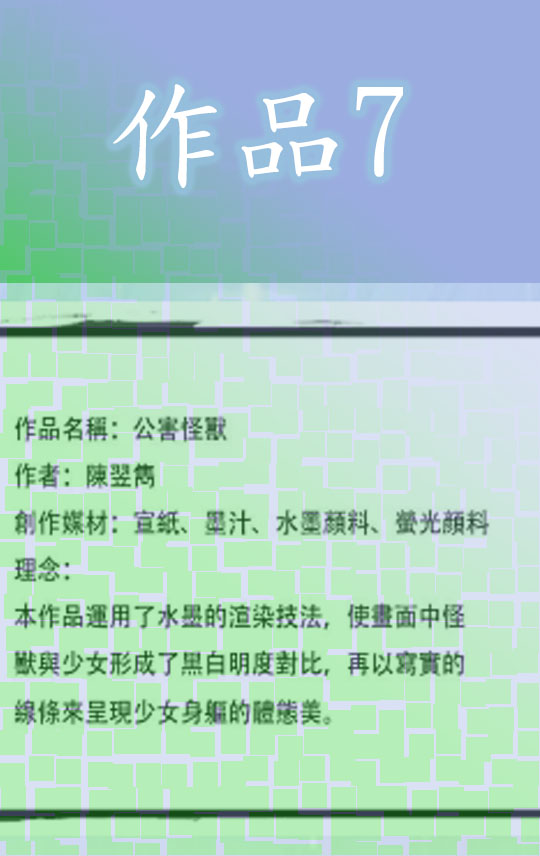 作品7
作品名稱：公害怪獸
作者：陳翌雋
創作媒材：宣紙、墨汁、水墨顏料、螢光顏料
理念：
本作品運用了水墨的渲染技法，使畫面中怪
獸與少女形成了黑白明度對比，再以寫實的
線條來呈現少女身軀的體態美。